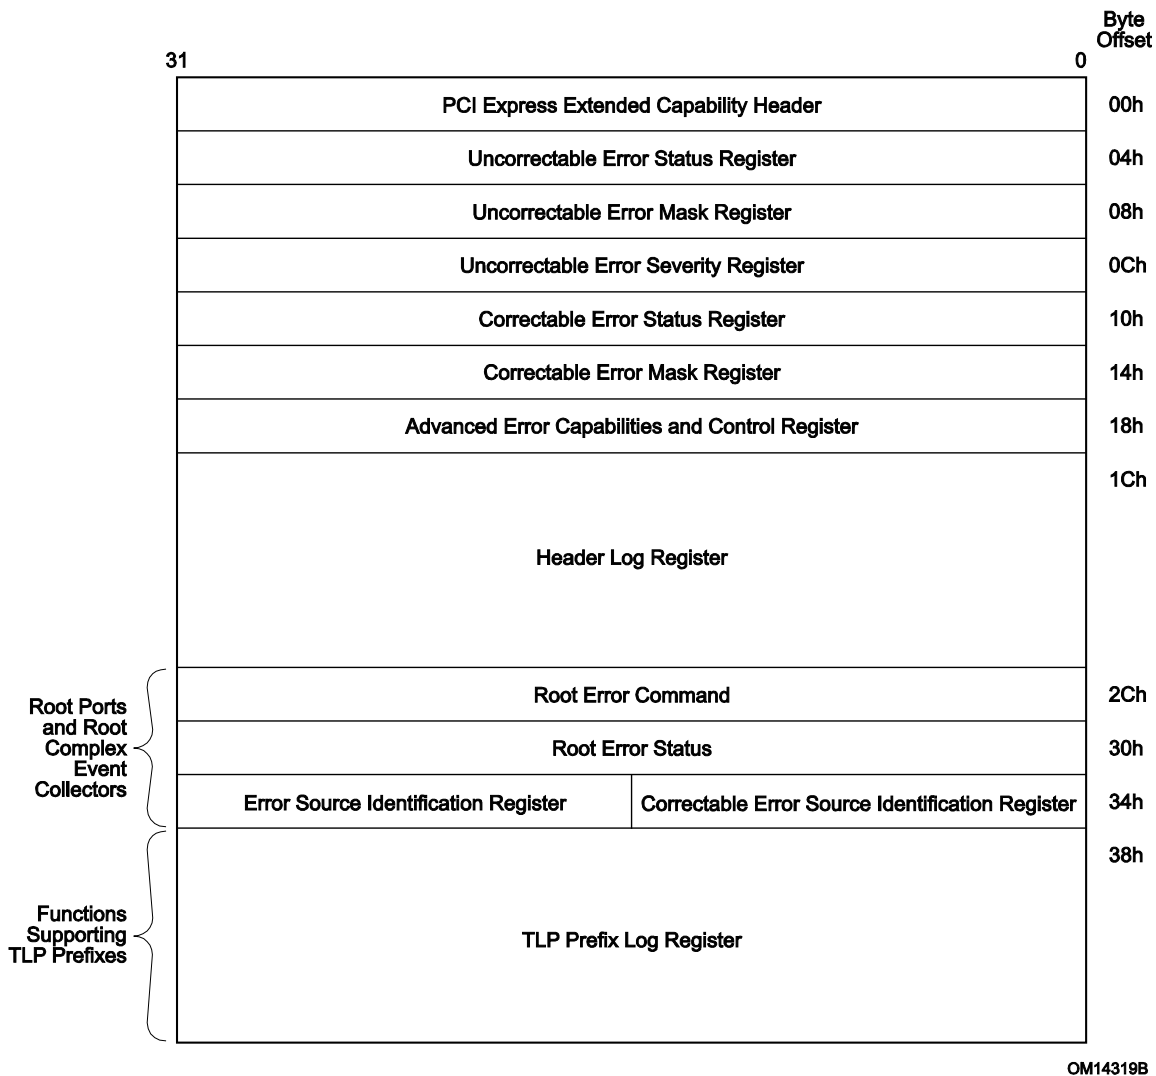 Byte
Offset
31 0
PCI Express Extended Capability Header 00h
Uncorrectable Error Status Register 04h
Uncorrectable Error Mask Register 08h
Uncorrectable Error Severity Register 0Ch
Correctable Error Status Register 10h
Correctable Error Mask Register 14h
Advanced Error Capabilities and Control Register 18h
1Ch
Header Log Register
Root Ports
and Root
Complex
Event
Collectors
Root Error Command 2Ch
Root Error Status 30h
Error Source Identification Register Correctable Error Source Identification Register 34h
38h
Functions
Supporting
TLP Prefixes
TLP Prefix Log Register
OM14319B